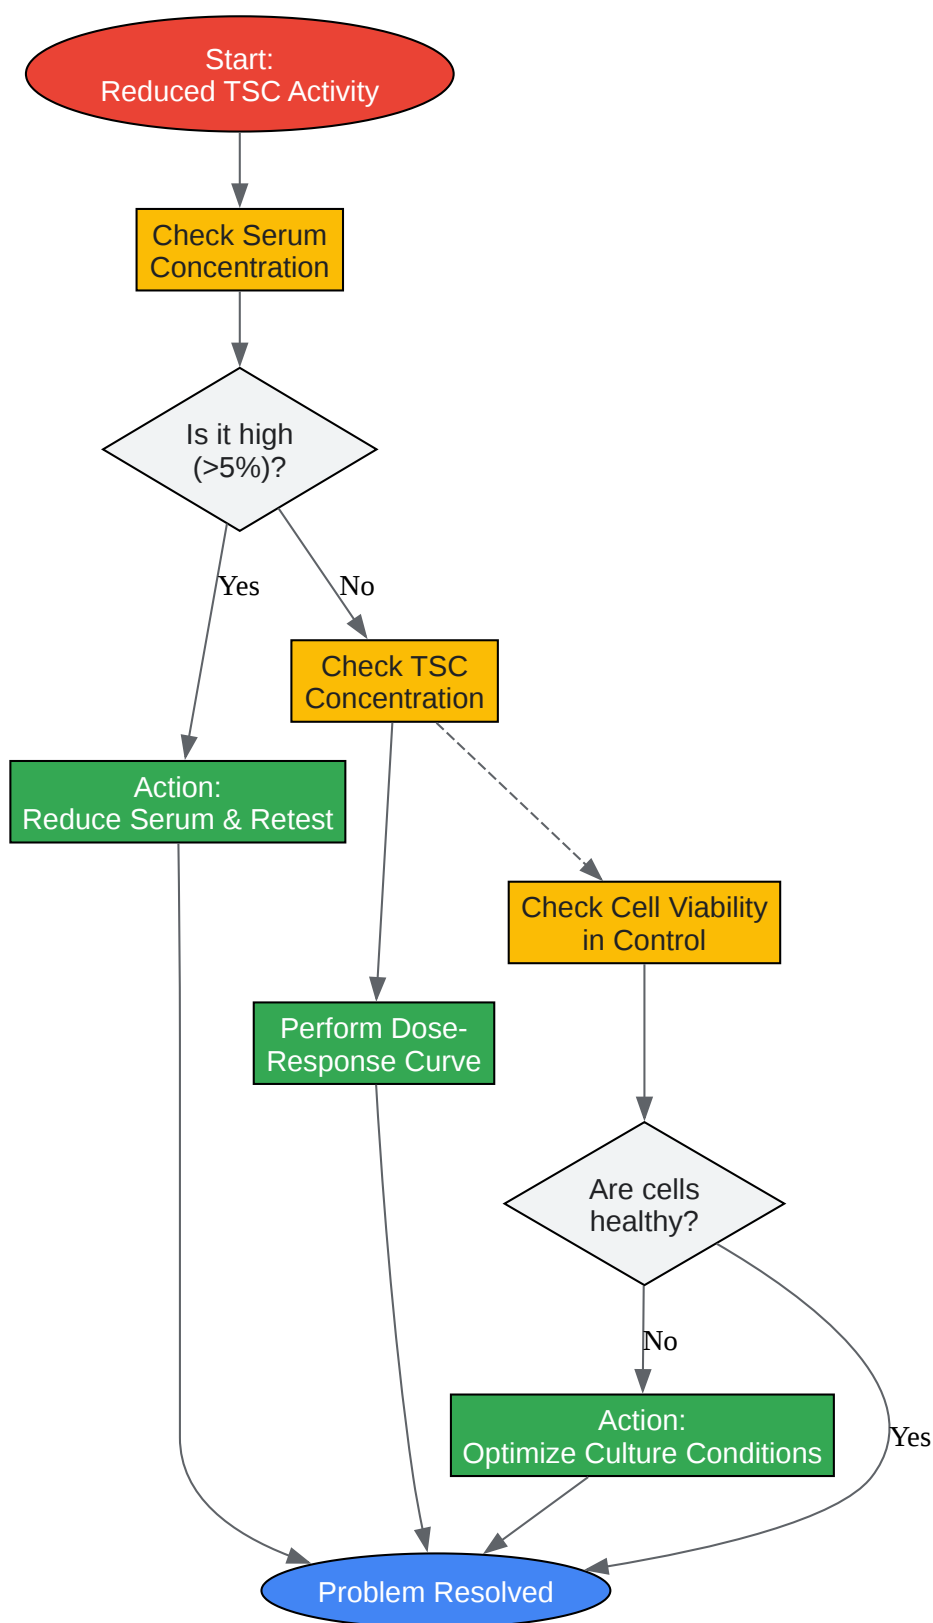 Start:
Reduced TSC Activity
Check Serum
Concentration
Is it high
(>5%)?
Yes
No
Check TSC
Concentration
Action:
Reduce Serum & Retest
Check Cell Viability
in Control
Perform Dose-
Response Curve
Are cells
healthy?
No
Action:
Optimize Culture Conditions
Yes
Problem Resolved